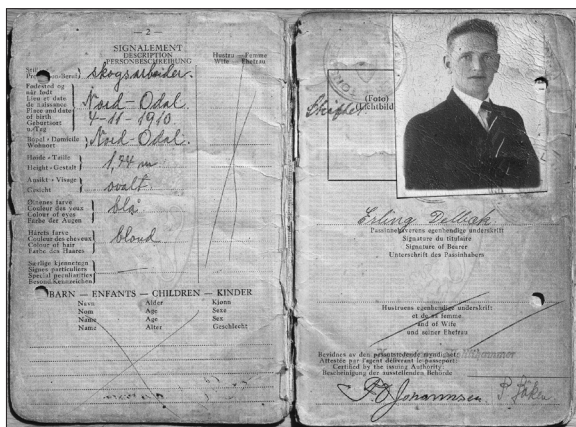 — 2 —
SIGNALEMENT
DESCRIPTION
PERSONBESCHREIBUNG
Hustru - Femme
Wife - Ehefrau
skogsarbeider.
Fødested og
når født
Lieu et date
de naissance
Place and date
of birth
Geburtsort
u. Tag
Nord-Odal
4-11-1910
Bopel - Domicile
Wohnort
Nord-Odal.
Høide - Taille
Height - Gestalt
1,74 m
Ansikt - Visage
Gesicht
ovalt
Øinenes farve
Couleur des yeux
Colour of eyes
Farbe der Augen
blå
Hårets farve
Couleur des cheveux
Colour of hair
Farbe des Haares
blond
Særlige kjennetegn
Signes particuliers
Special peculiarities
Besond. Kennzeichen
BARN — ENFANTS — CHILDREN — KINDER
Navn Alder Kjønn
Nom Age Sexe
Name Age Sex
Name Alter Geschlecht
(Foto)
(Lichtbild
Erling Delbæk
Passinnehaverens egenhendige underskrift
Signature du titulaire
Signature of Bearer
Unterschrift des Passinhabers
Hustruens egenhendige underskrift
et de sa femme
and of Wife
und seiner Ehefrau
Bevidnes av den passutstedende myndighet
Attestée par l'agent délivrant le passeport:
Certified by the issuing Authority:
Bescheinigung der ausstellenden Behörde
Johannsen